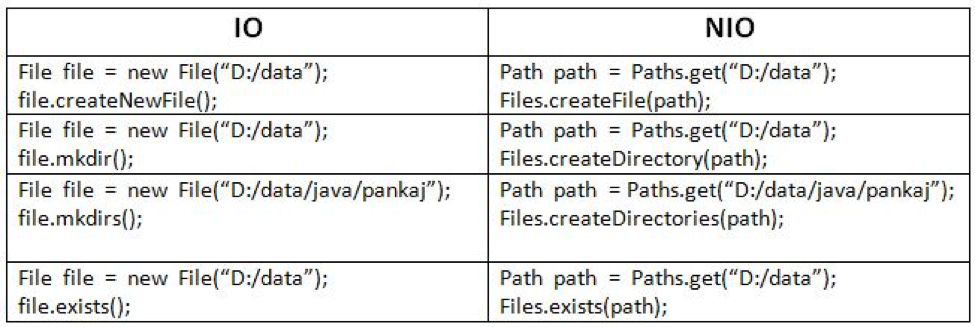 IO
NIO
File file = new File(“D:/data”);
file.createNewFile();
Path path = Paths.get(“D:/data”);
Files.createFile(path);
File file = new File(“D:/data”);
file.mkdir();
Path path = Paths.get(“D:/data”);
Files.createDirectory(path);
File file = new File(“D:/data/java/pankaj”);
file.mkdirs();
Path path = Paths.get(“D:/data/java/pankaj”);
Files.createDirectories(path);
File file = new File(“D:/data”);
file.exists();
Path path = Paths.get(“D:/data”);
Files.exists(path);